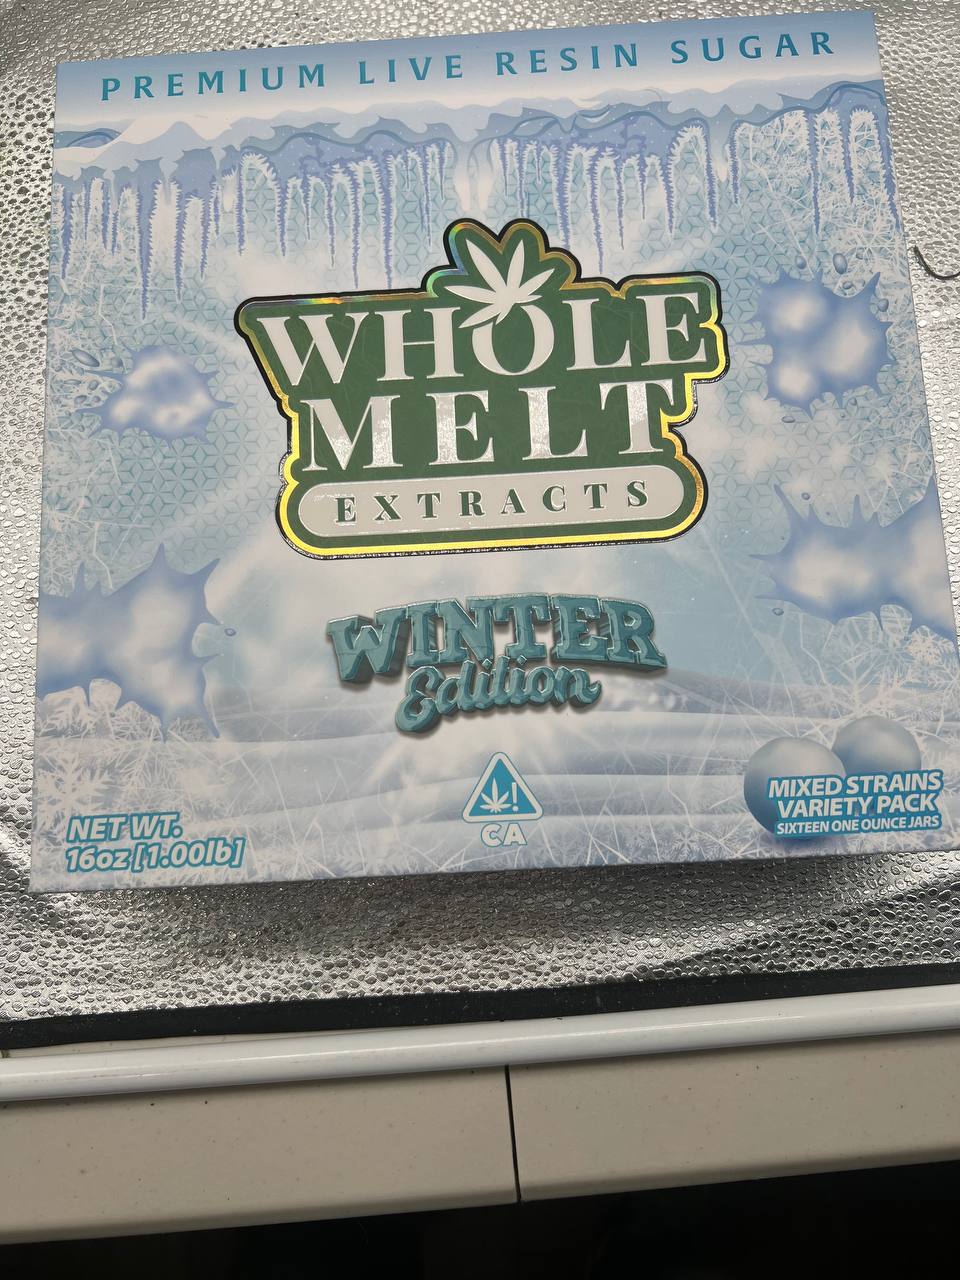 PREMIUM LIVE RESIN SUGAR
WHOLE
MELT
EXTRACTS
WINTER
Edition
!
CA
NET WT.
16oz [1.00lb]
MIXED STRAINS
VARIETY PACK
SIXTEEN ONE OUNCE JARS